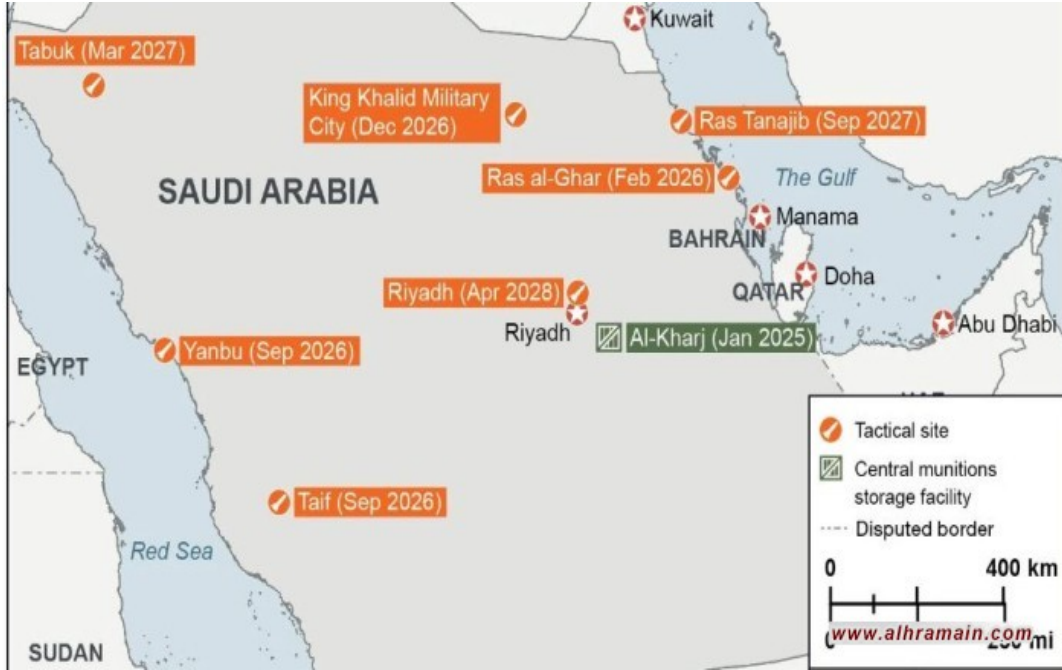 Kuwait
Tabuk (Mar 2027)
King Khalid Military
City (Dec 2026)
Ras Tanajib (Sep 2027)
Ras al-Ghar (Feb 2026)
The Gulf
SAUDI ARABIA
Manama
BAHRAIN
Doha
QATAR
Riyadh (Apr 2028)
Riyadh
Al-Kharj (Jan 2025)
Abu Dhabi
Yanbu (Sep 2026)
EGYPT
Tactical site
Central munitions
storage facility
Disputed border
Taif (Sep 2026)
Red Sea
0 400 km
www.alhramain.com
mi
SUDAN